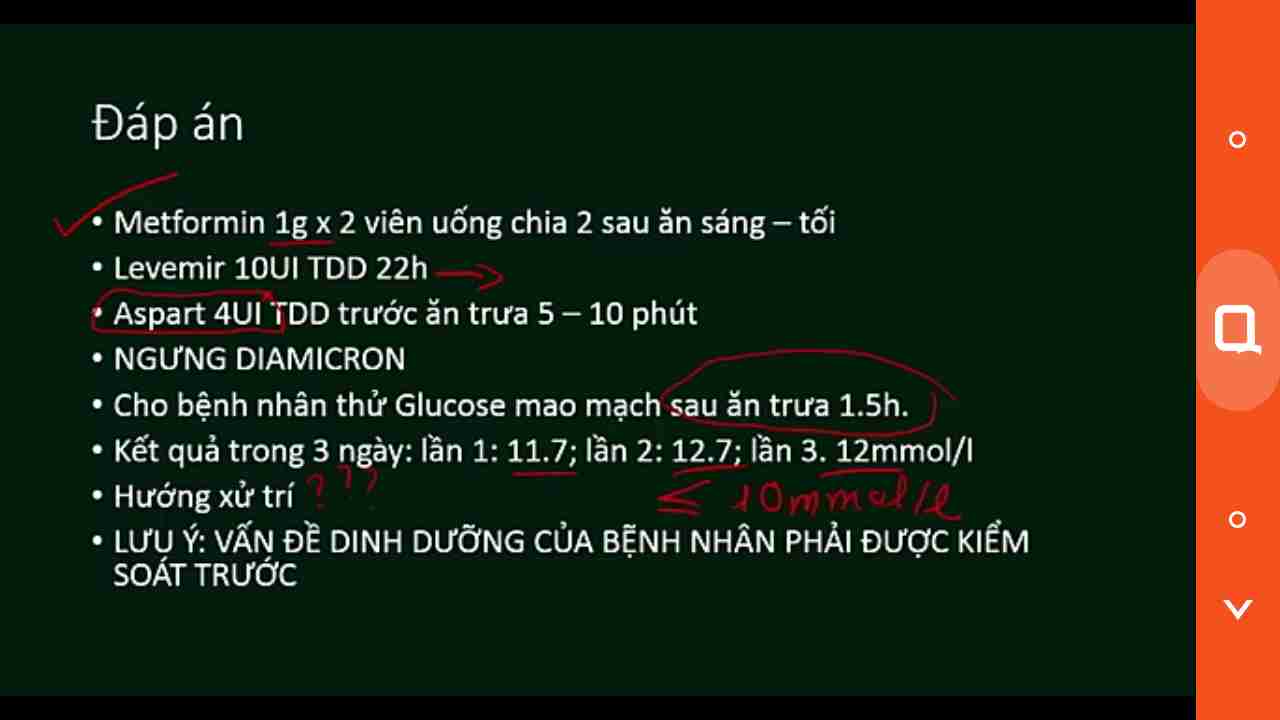 Đáp án
• Metformin 1g x 2 viên uống chia 2 sau ăn sáng – tối
• Levemir 10UI TDD 22h
• Aspart 4UI TDD trước ăn trưa 5 – 10 phút
• NGƯNG DIAMICRON
• Cho bệnh nhân thử Glucose mao mạch sau ăn trưa 1.5h.
• Kết quả trong 3 ngày: lần 1: 11.7; lần 2: 12.7; lần 3. 12mmol/l
• Hướng xử trí ???
≤ 10mmol/l
• LƯU Ý: VẤN ĐỀ DINH DƯỠNG CỦA BỆNH NHÂN PHẢI ĐƯỢC KIỂM
SOÁT TRƯỚC